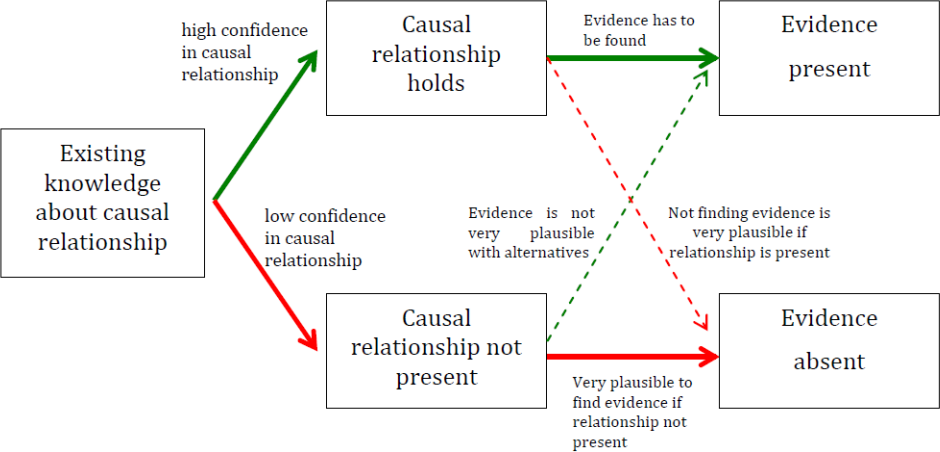 high confidence
in causal
relationship
Causal
relationship
holds
Evidence has to
be found
Evidence
present
Existing
knowledge
about causal
relationship
low confidence
in causal
relationship
Evidence is not
very plausible
with alternatives
Not finding evidence is
very plausible if
relationship is present
Causal
relationship not
present
Very plausible to
find evidence if
relationship not
present
Evidence
absent